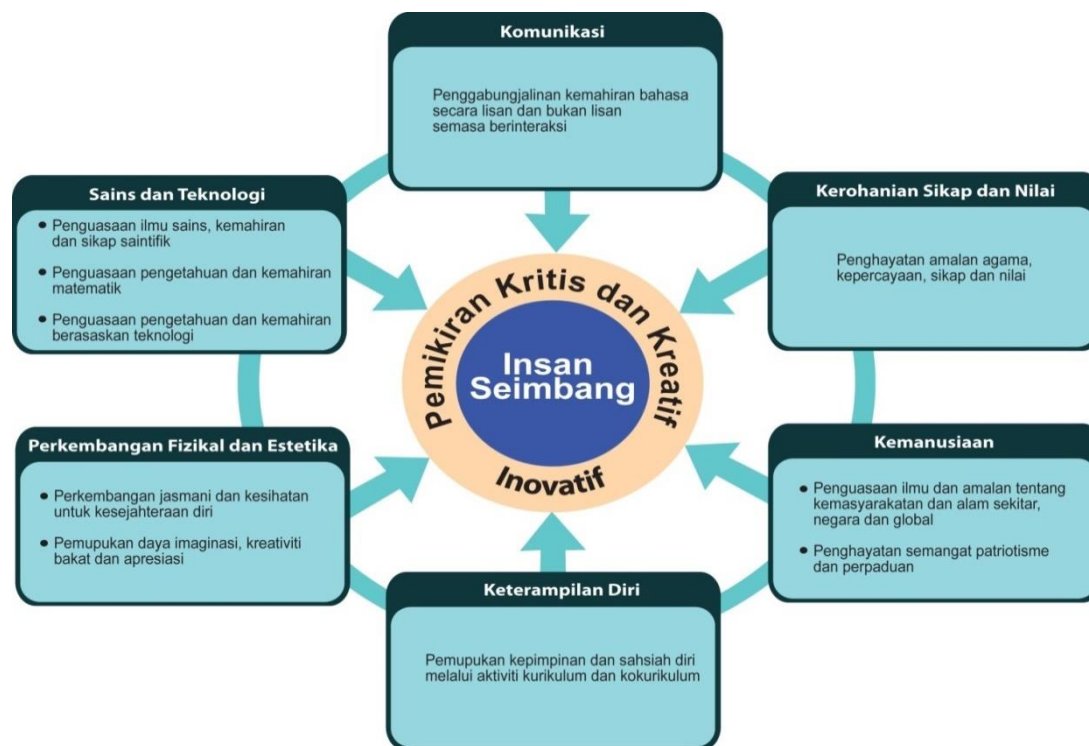 Komunikasi
Penggabungjalinan kemahiran bahasa
secara lisan dan bukan lisan
semasa berinteraksi
Sains dan Teknologi
• Penguasaan ilmu sains, kemahiran
dan sikap saintifik
• Penguasaan pengetahuan dan kemahiran
matematik
• Penguasaan pengetahuan dan kemahiran
berasaskan teknologi
Kerohanian Sikap dan Nilai
Penghayatan amalan agama,
kepercayaan, sikap dan nilai
Pemikiran Kritis dan Kreatif
Insan
Seimbang
Inovatif
Perkembangan Fizikal dan Estetika
• Perkembangan jasmani dan kesihatan
untuk kesejahteraan diri
• Pemupukan daya imaginasi, kreativiti
bakat dan apresiasi
Kemanusiaan
• Penguasaan ilmu dan amalan tentang
kemasyarakatan dan alam sekitar,
negara dan global
• Penghayatan semangat patriotisme
dan perpaduan
Keterampilan Diri
Pemupukan kepimpinan dan sahsiah diri
melalui aktiviti kurikulum dan kokurikulum